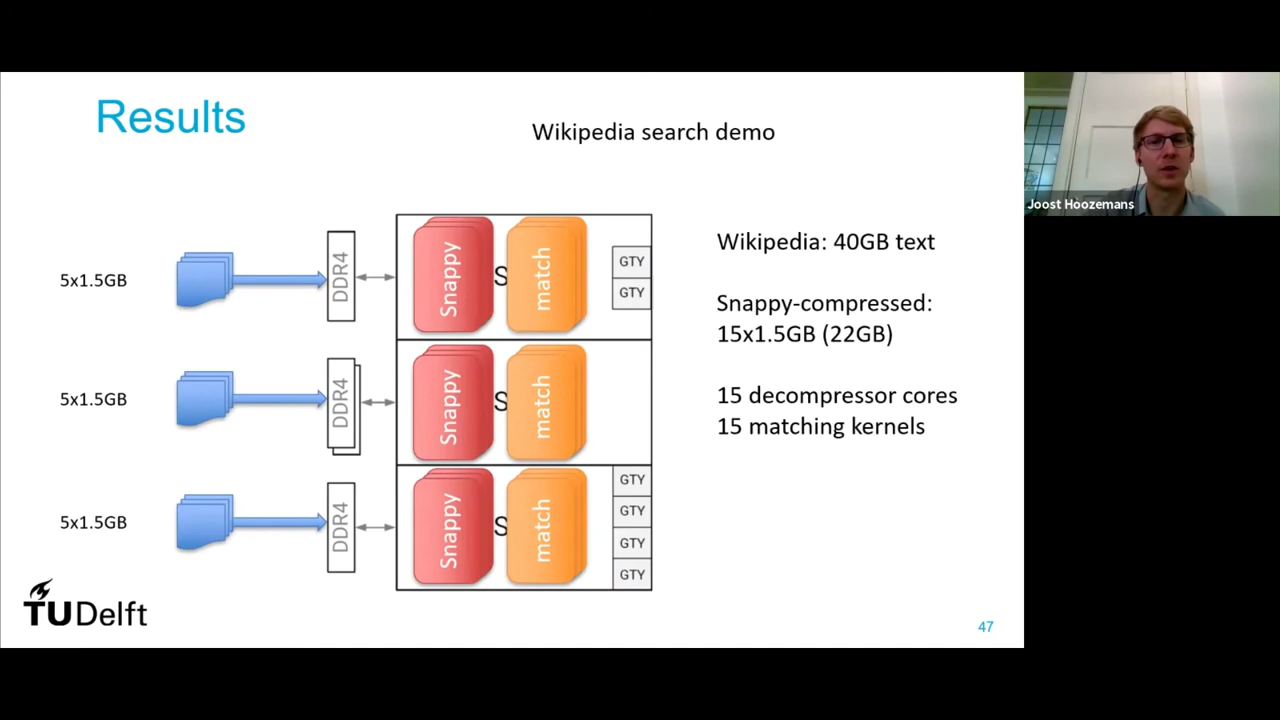 Results
Wikipedia search demo
5x1.5GB
DDR4
Snappy
S
match
GTY
GTY
5x1.5GB
DDR4
Snappy
S
match
5x1.5GB
DDR4
Snappy
S
match
GTY
GTY
GTY
GTY
Wikipedia: 40GB text
Snappy-compressed:
15x1.5GB (22GB)
15 decompressor cores
15 matching kernels
TUDelft
47
Joost Hoozemans